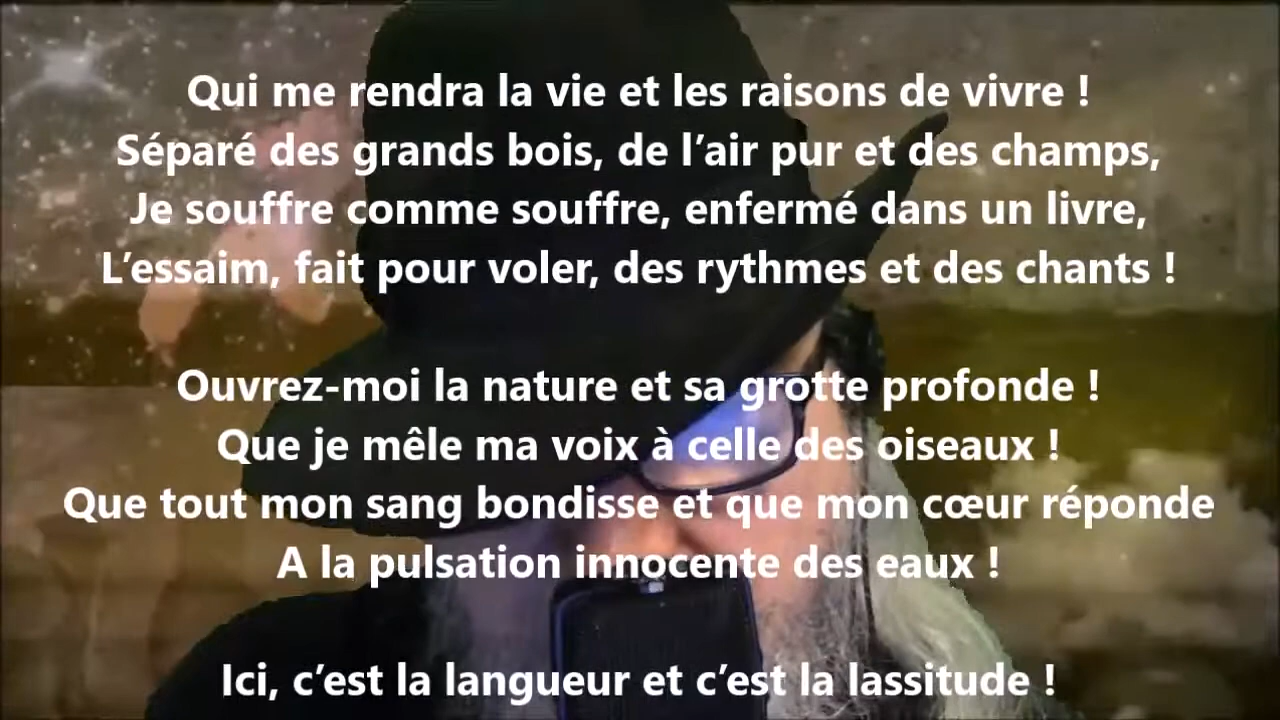 Qui me rendra la vie et les raisons de vivre !
Séparé des grands bois, de l’air pur et des champs,
Je souffre comme souffre, enfermé dans un livre,
L’essaim, fait pour voler, des rythmes et des chants !
Ouvrez-moi la nature et sa grotte profonde !
Que je mêle ma voix à celle des oiseaux !
Que tout mon sang bondisse et que mon cœur réponde
A la pulsation innocente des eaux !
Ici, c’est la langueur et c’est la lassitude !